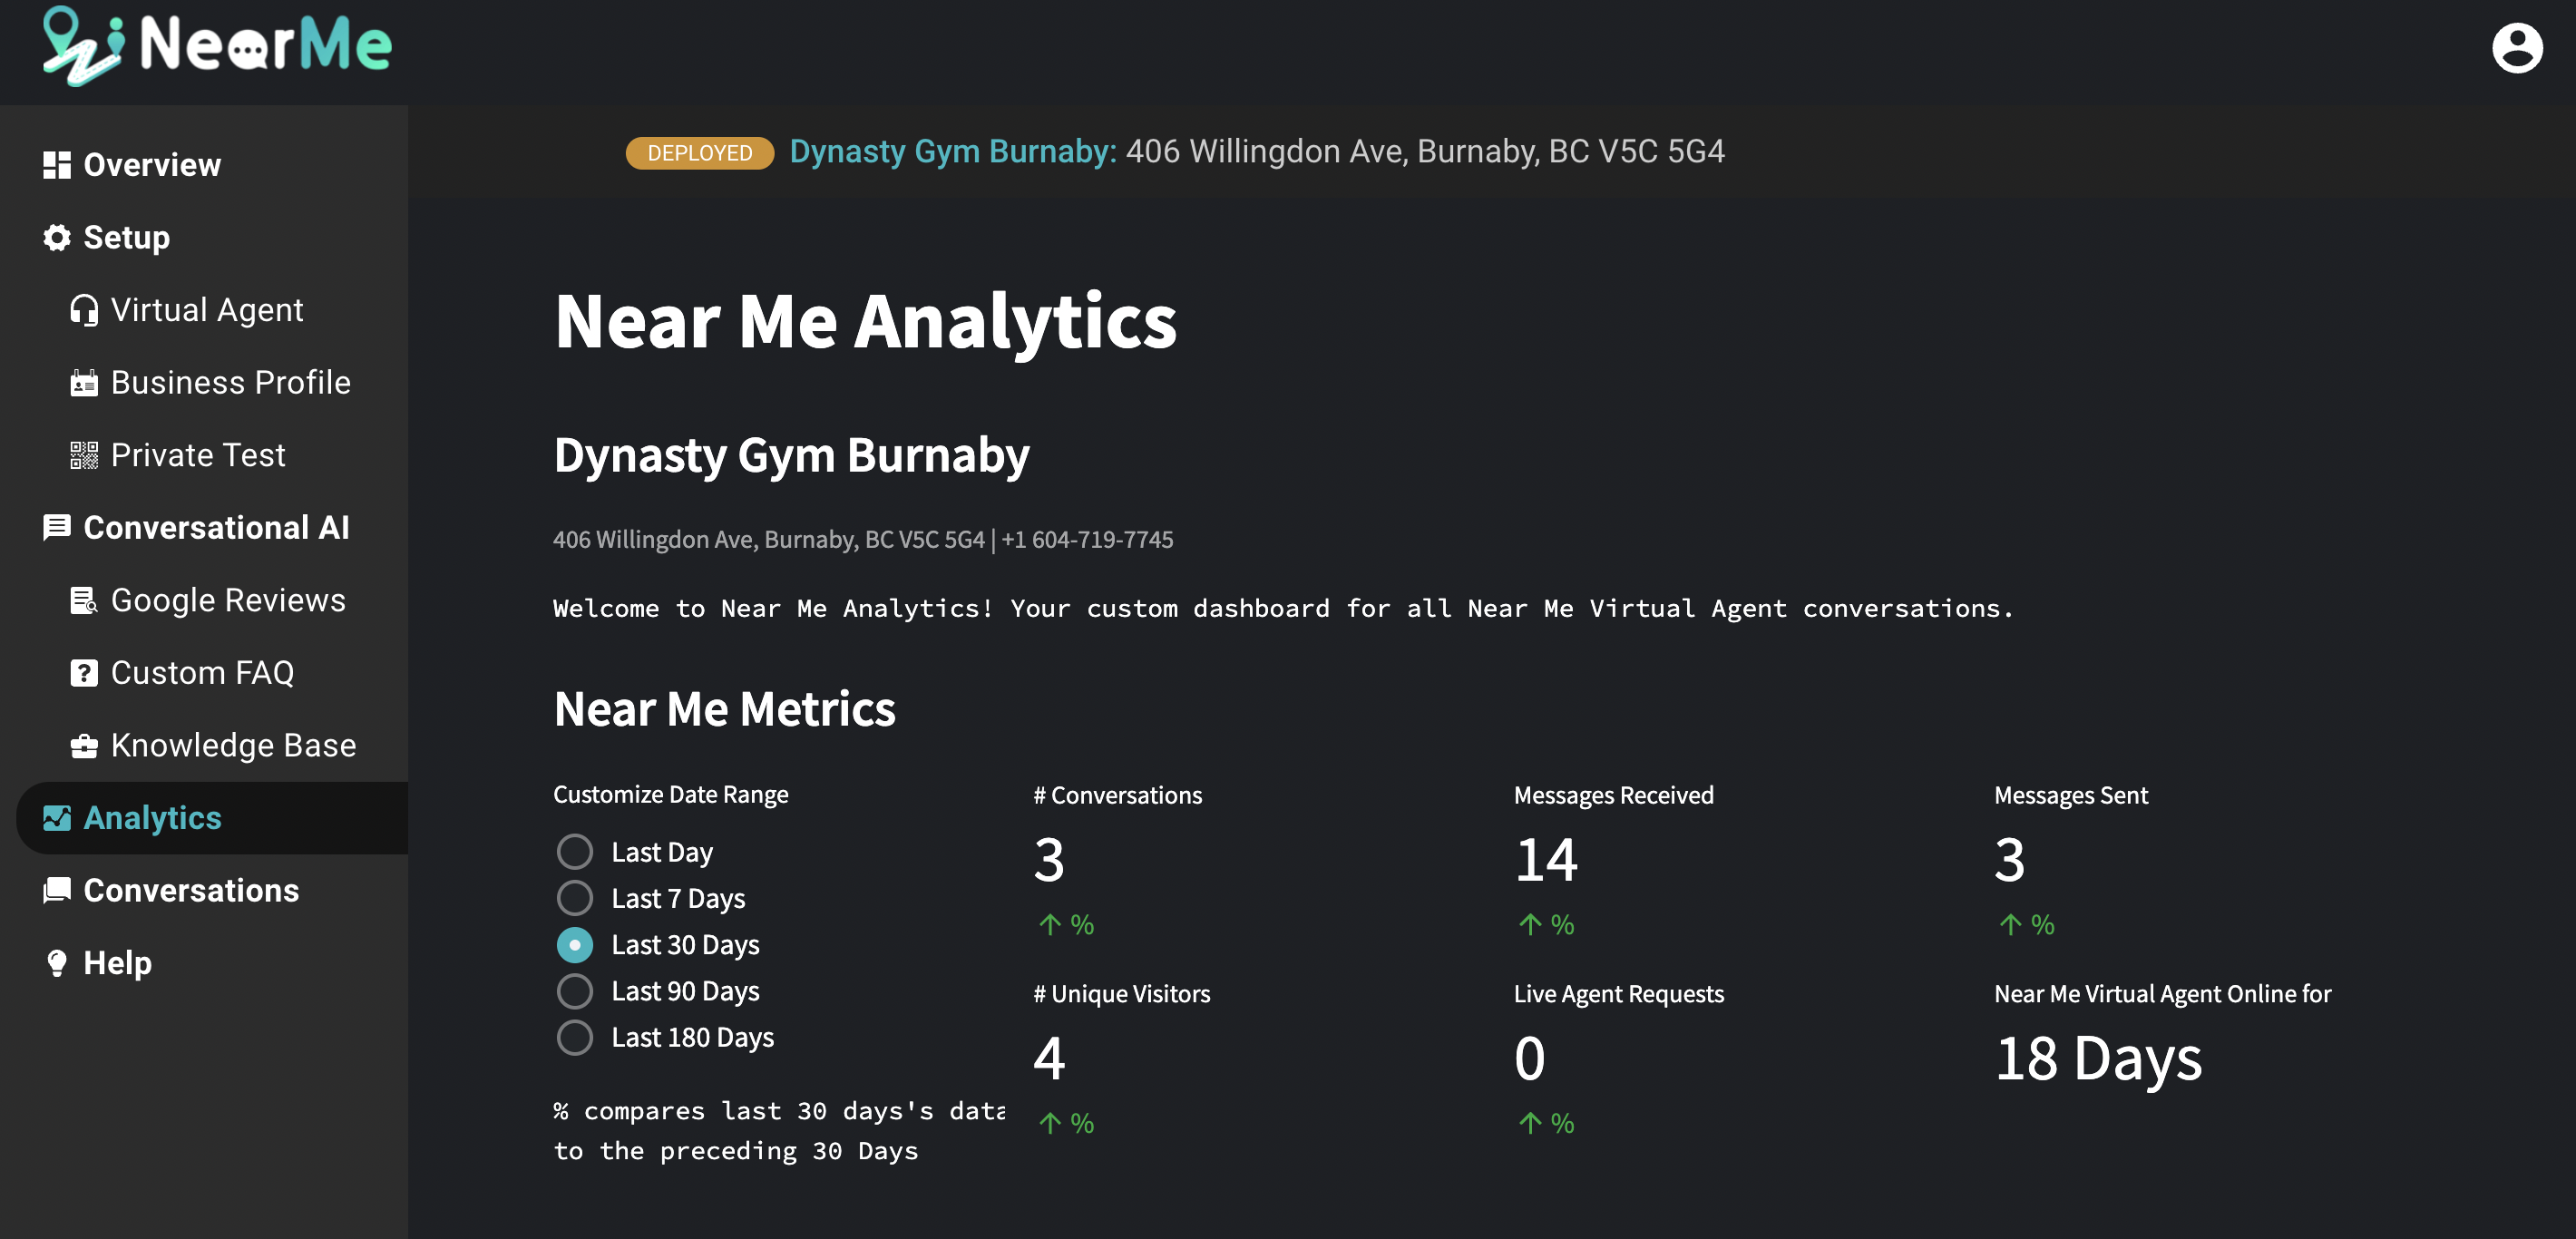 NearMe
DEPLOYED Dynasty Gym Burnaby: 406 Willingdon Ave, Burnaby, BC V5C 5G4
Overview
Setup
Virtual Agent
Business Profile
Private Test
Conversational AI
Google Reviews
Custom FAQ
Knowledge Base
Analytics
Conversations
Help
Near Me Analytics
Dynasty Gym Burnaby
406 Willingdon Ave, Burnaby, BC V5C 5G4 | +1 604-719-7745
Welcome to Near Me Analytics! Your custom dashboard for all Near Me Virtual Agent conversations.
Near Me Metrics
Customize Date Range
Last Day
Last 7 Days
Last 30 Days
Last 90 Days
Last 180 Days
% compares last 30 days's data
to the preceding 30 Days
# Conversations
3
↑ %
Messages Received
14
↑ %
Messages Sent
3
↑ %
# Unique Visitors
4
↑ %
Live Agent Requests
0
↑ %
Near Me Virtual Agent Online for
18 Days